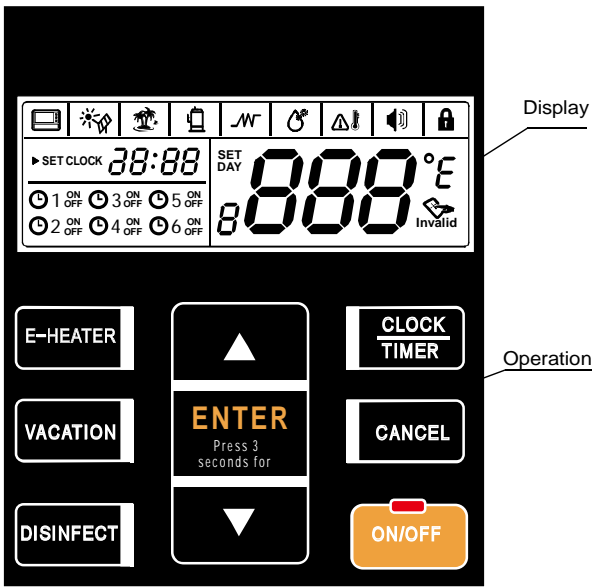 Display
SET CLOCK 88:88
SET
DAY
888
°E
8
Invalid
1 ON OFF 3 ON OFF 5 ON OFF
2 ON OFF 4 ON OFF 6 ON OFF
E-HEATER
CLOCK
TIMER
Operation
VACATION
ENTER
Press 3
seconds for
CANCEL
DISINFECT
ON/OFF